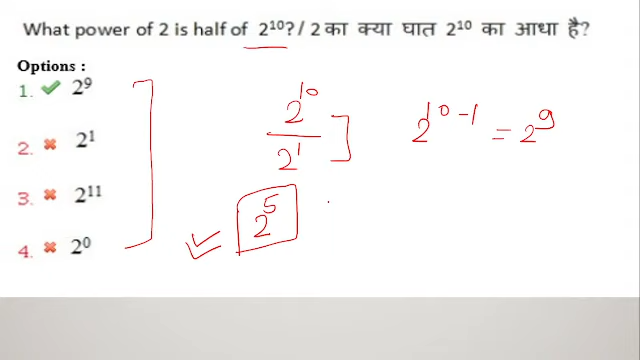 What power of 2 is half of 2¹⁰?/ 2 का क्या घात 2¹⁰ का आधा है?
Options :
1. ✓ 2⁹
2. ✖ 2¹
3. ✖ 2¹¹
4. ✖ 2⁰
2¹⁰
2¹
2¹⁰⁻¹ = 2⁹
2⁵